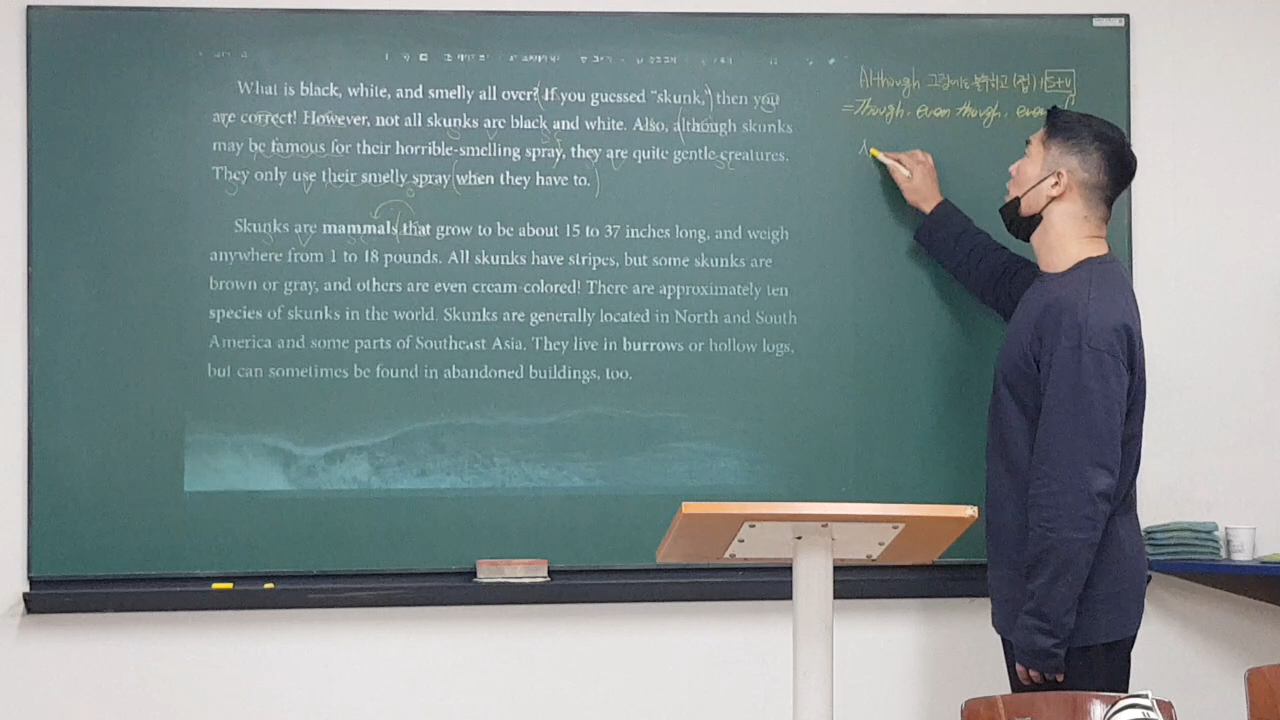 What is black, white, and smelly all over? If you guessed "skunk," then you
are correct! However, not all skunks are black and white. Also, although skunks
may be famous for their horrible-smelling spray, they are quite gentle creatures.
They only use their smelly spray when they have to.
Skunks are mammals that grow to be about 15 to 37 inches long, and weigh
anywhere from 1 to 18 pounds. All skunks have stripes, but some skunks are
brown or gray, and others are even cream-colored! There are approximately ten
species of skunks in the world. Skunks are generally located in North and South
America and some parts of Southeast Asia. They live in burrows or hollow logs,
but can sometimes be found in abandoned buildings, too.
Although 그럼에도 불구하고 (접) S+V
= Though, even though, even if